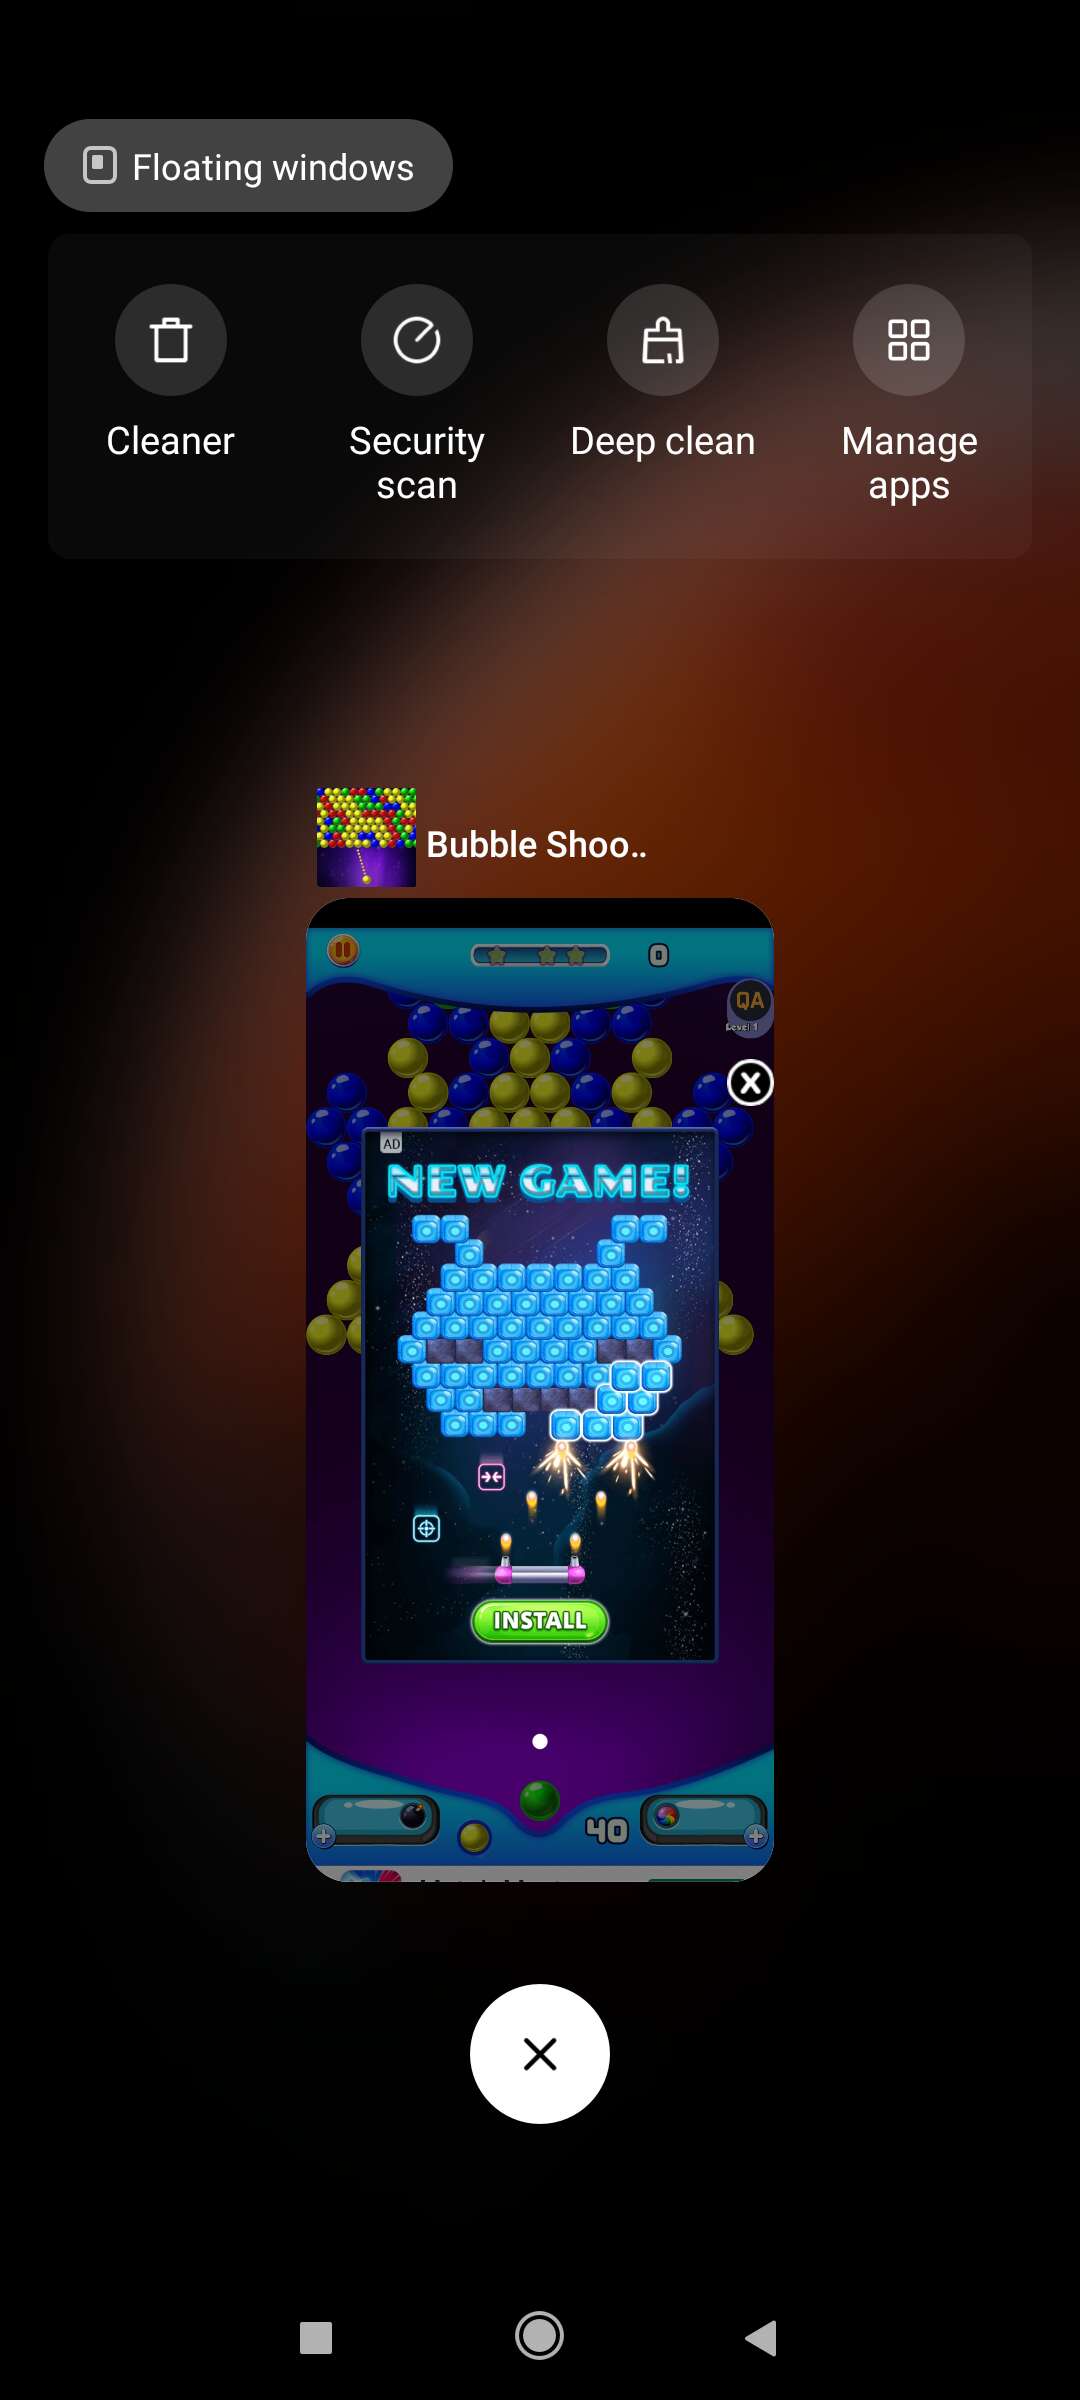 Floating windows
Cleaner
Security
scan
Deep clean
Manage
apps
Bubble Shoo..
0
QA
Level 1
AD
NEW GAME!
INSTALL
40